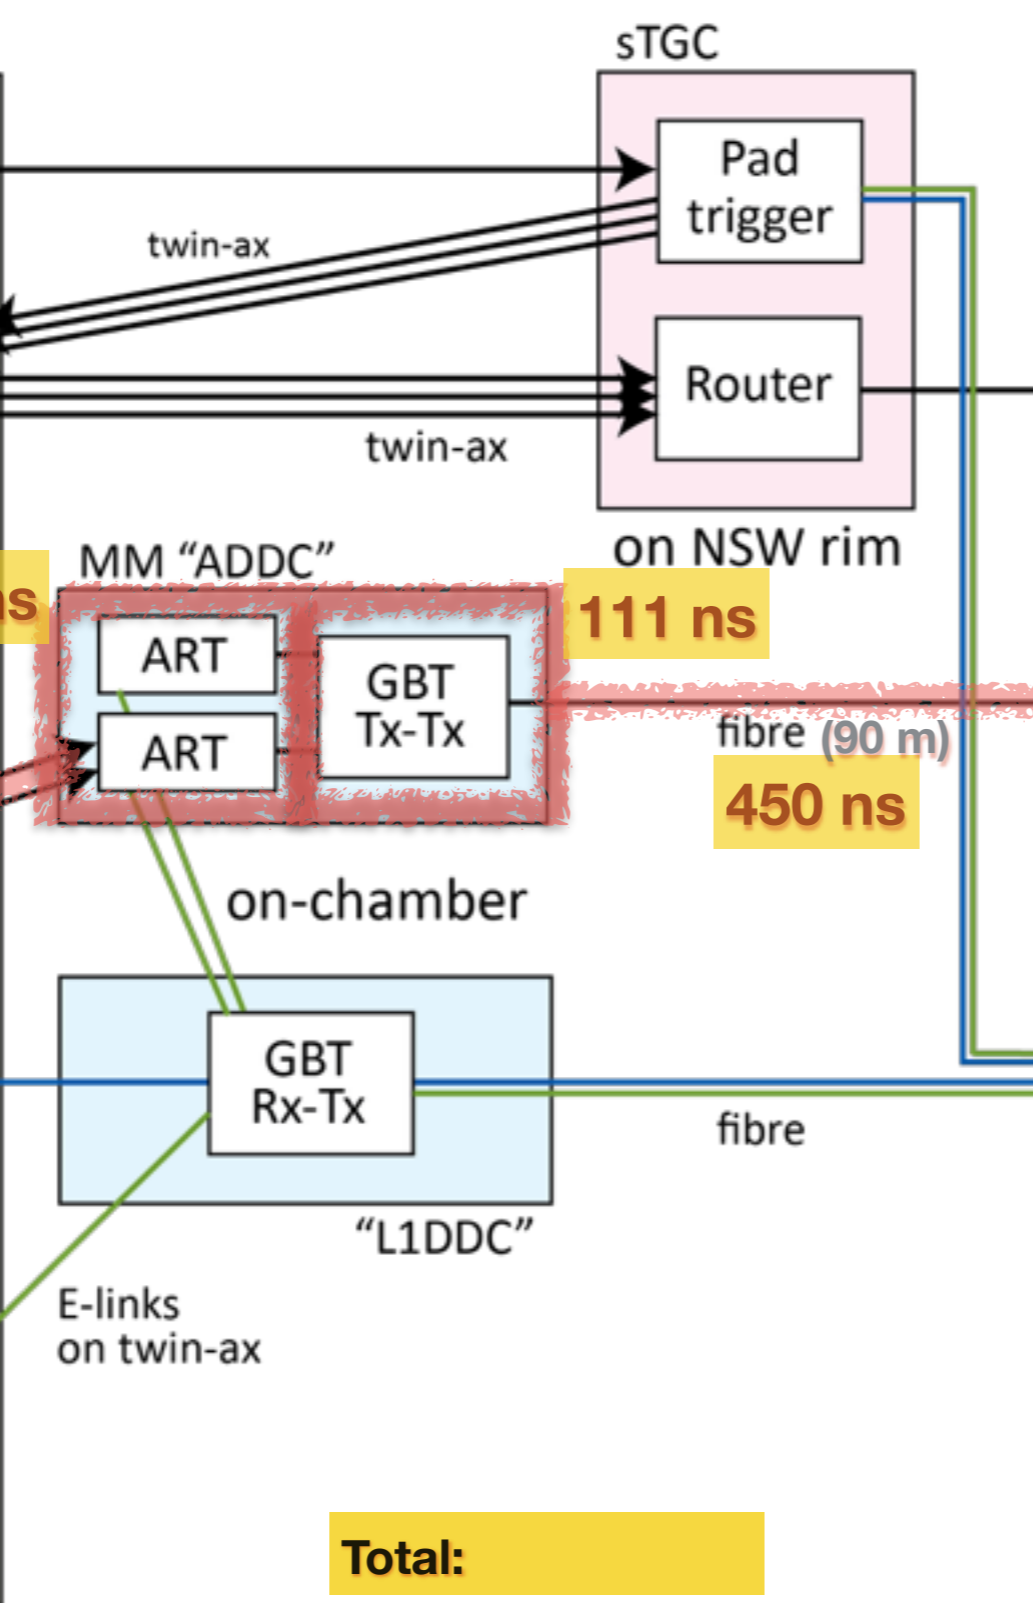 sTGC
Pad
trigger
twin-ax
Router
twin-ax
on NSW rim
MM “ADDC”
ns
111 ns
ART
GBT
Tx-Tx
ART
fibre (90 m)
450 ns
on-chamber
GBT
Rx-Tx
fibre
“L1DDC”
E-links
on twin-ax
Total: